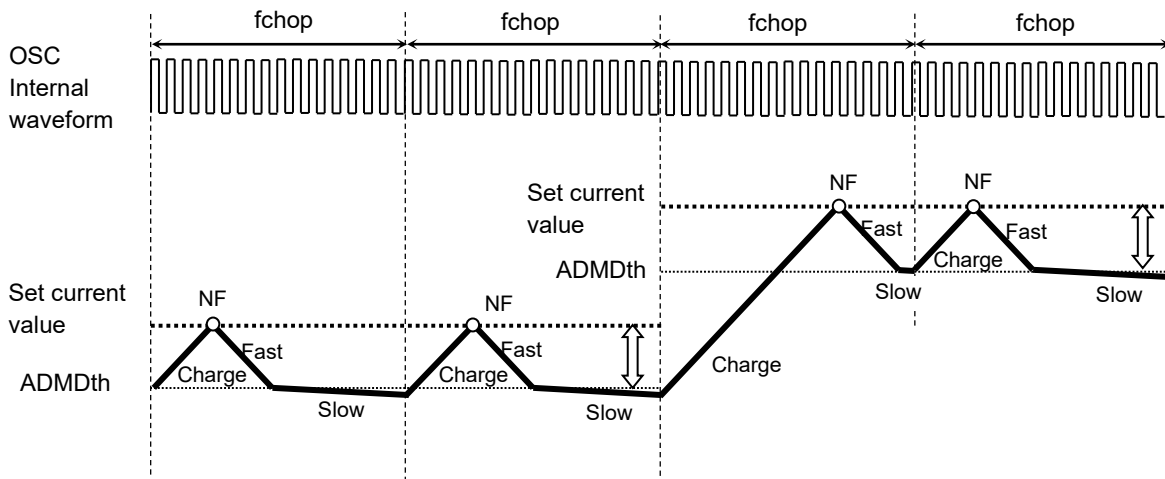 fchop
fchop
fchop
fchop
OSC
Internal
waveform
Set current
value
NF
NF
Fast
Fast
Charge
ADMDth
Slow
Slow
Charge
Set current
value
NF
NF
Fast
Fast
Charge
Charge
ADMDth
Slow
Slow